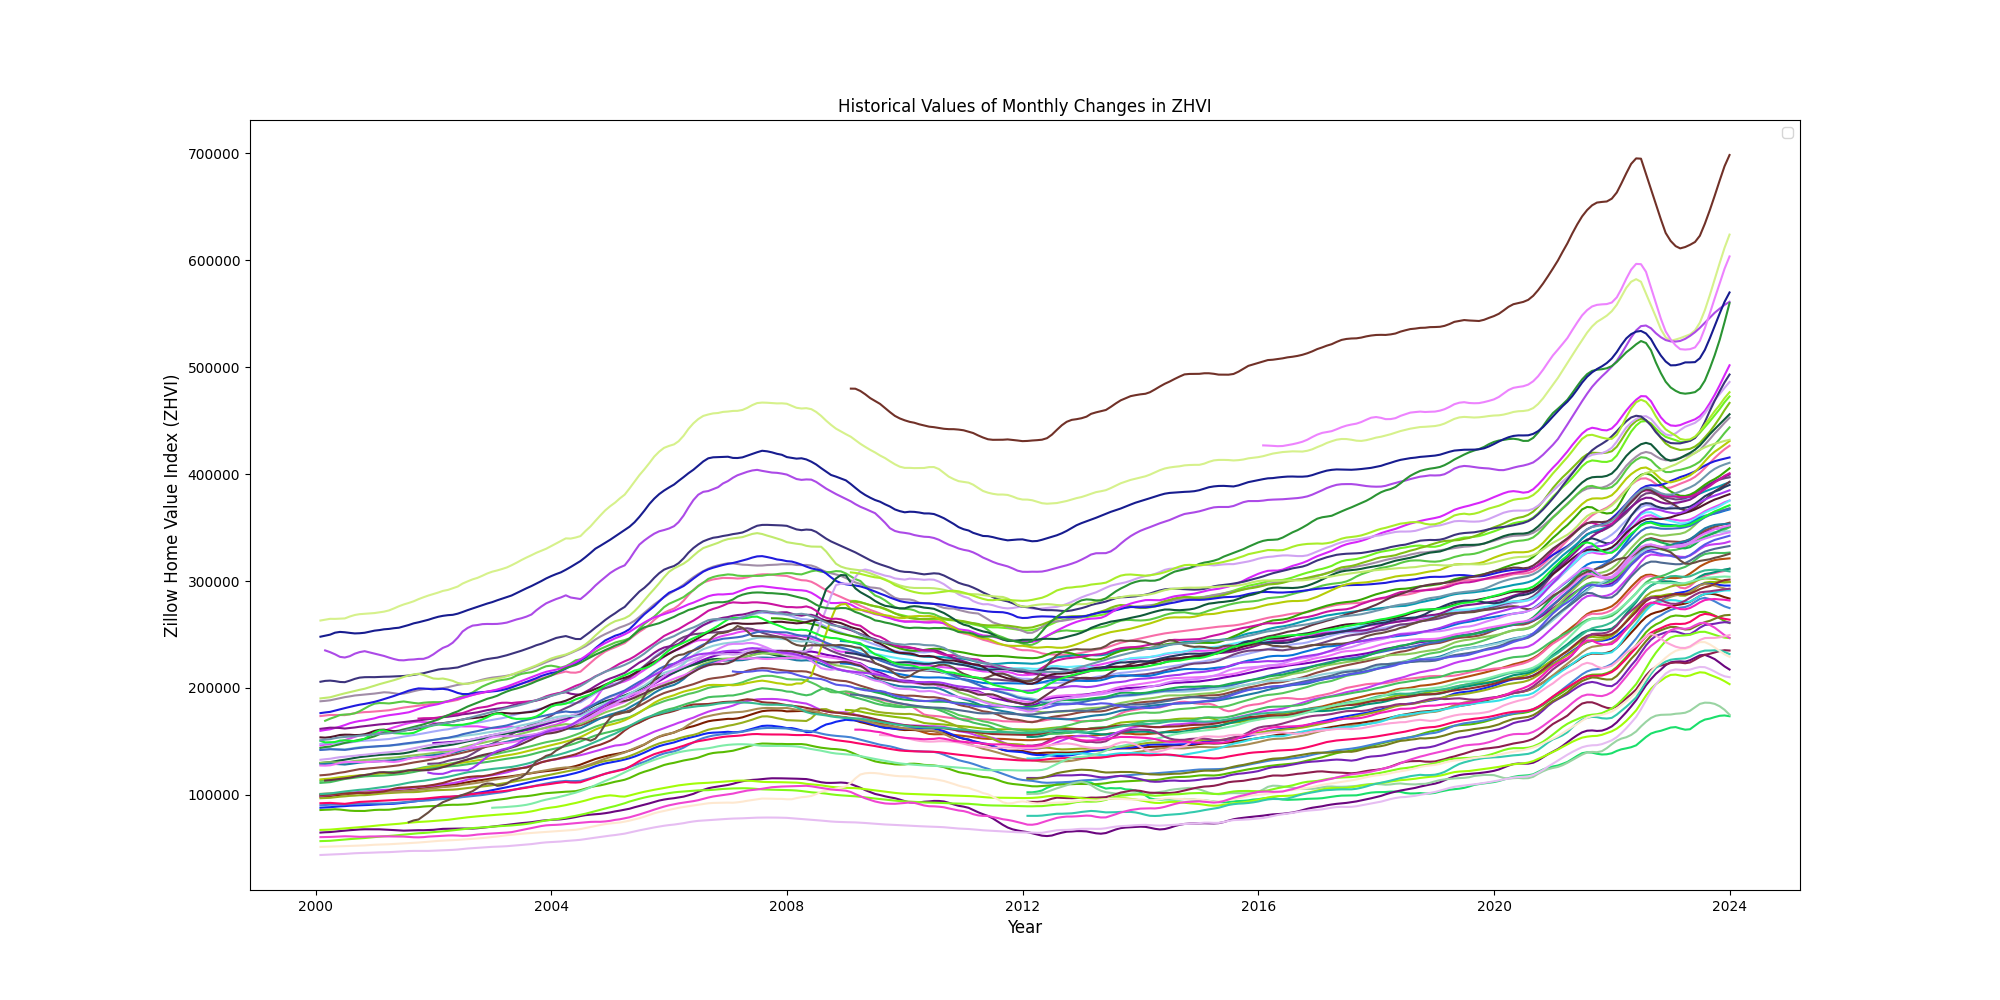 Historical Values of Monthly Changes in ZHVI
700000
600000
500000
400000
300000
200000
100000
Zillow Home Value Index (ZHVI)
2000 2004 2008 2012 2016 2020 2024
Year